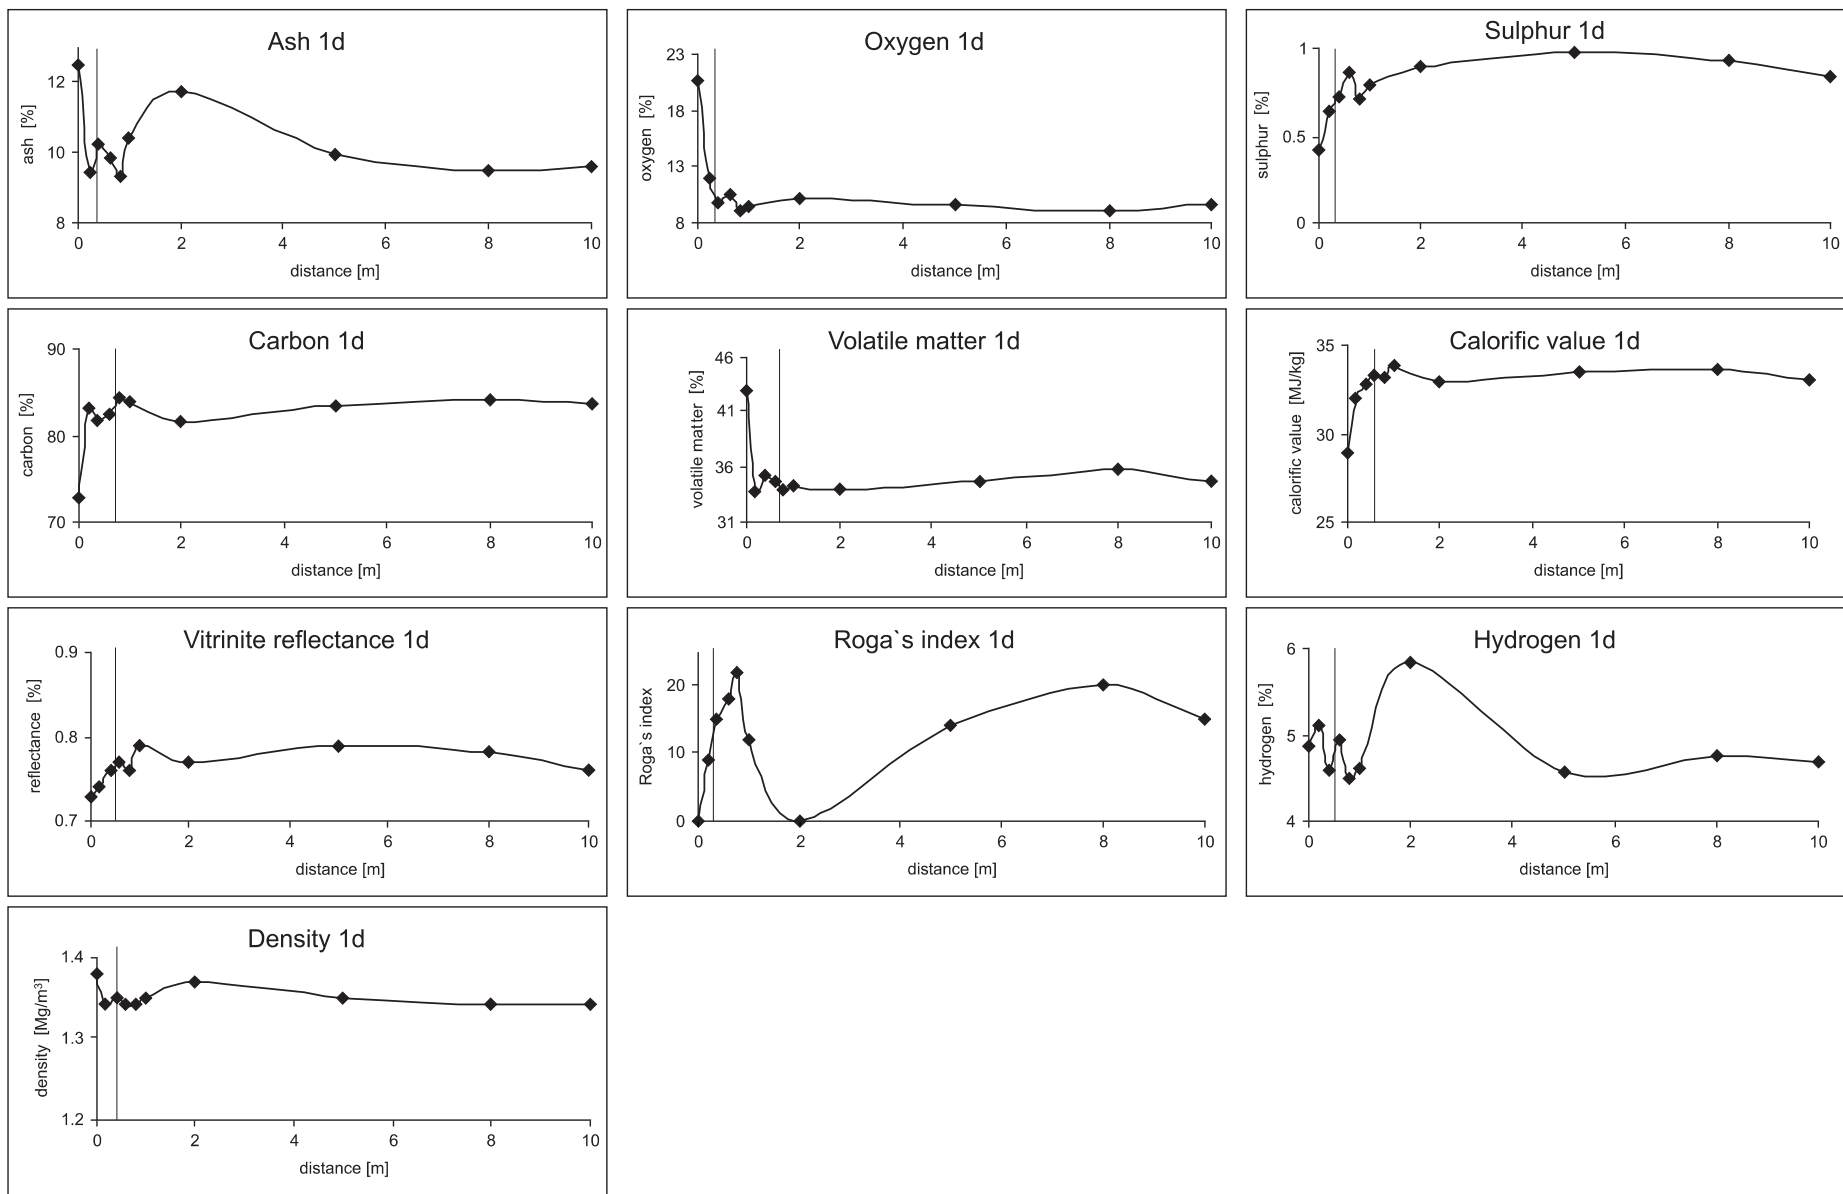 Ash 1d
ash [%]
12
10
8
0 2 4 6 8 10
distance [m]
Oxygen 1d
oxygen [%]
23
18
13
8
0 2 4 6 8 10
distance [m]
Sulphur 1d
sulphur [%]
1
0.5
0
0 2 4 6 8 10
distance [m]
Carbon 1d
carbon [%]
90
80
70
0 2 4 6 8 10
distance [m]
Volatile matter 1d
volatile matter [%]
46
41
36
31
0 2 4 6 8 10
distance [m]
Calorific value 1d
calorific value [MJ/kg]
35
30
25
0 2 4 6 8 10
distance [m]
Vitrinite reflectance 1d
reflectance [%]
0.9
0.8
0.7
0 2 4 6 8 10
distance [m]
Roga`s index 1d
Roga`s index
20
10
0
0 2 4 6 8 10
distance [m]
Hydrogen 1d
hydrogen [%]
6
5
4
0 2 4 6 8 10
distance [m]
Density 1d
density [Mg/m³]
1.4
1.3
1.2
0 2 4 6 8 10
distance [m]